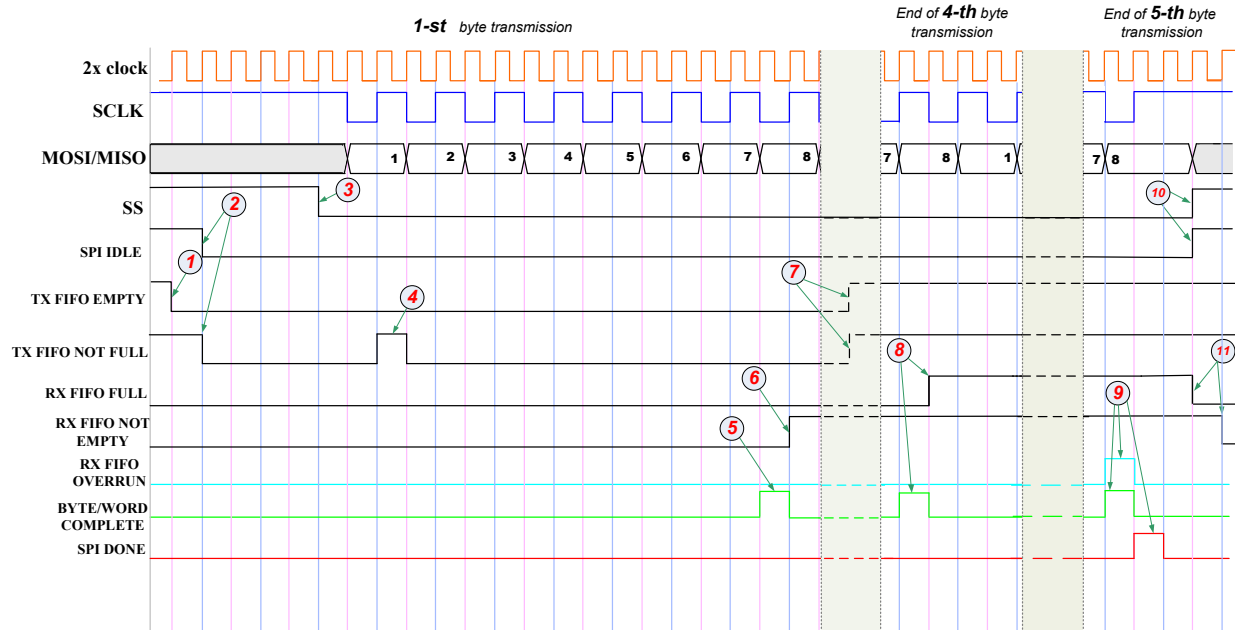 1-st byte transmission
End of 4-th byte
transmission
End of 5-th byte
transmission
2x clock
SCLK
MOSI/MISO
1 2 3 4 5 6 7 8 7 8 1 7 8
SS
3
10
2
SPI IDLE
1
TX FIFO EMPTY
4
7
TX FIFO NOT FULL
8
11
RX FIFO FULL
6
9
RX FIFO NOT
EMPTY
5
RX FIFO
OVERRUN
BYTE/WORD
COMPLETE
SPI DONE